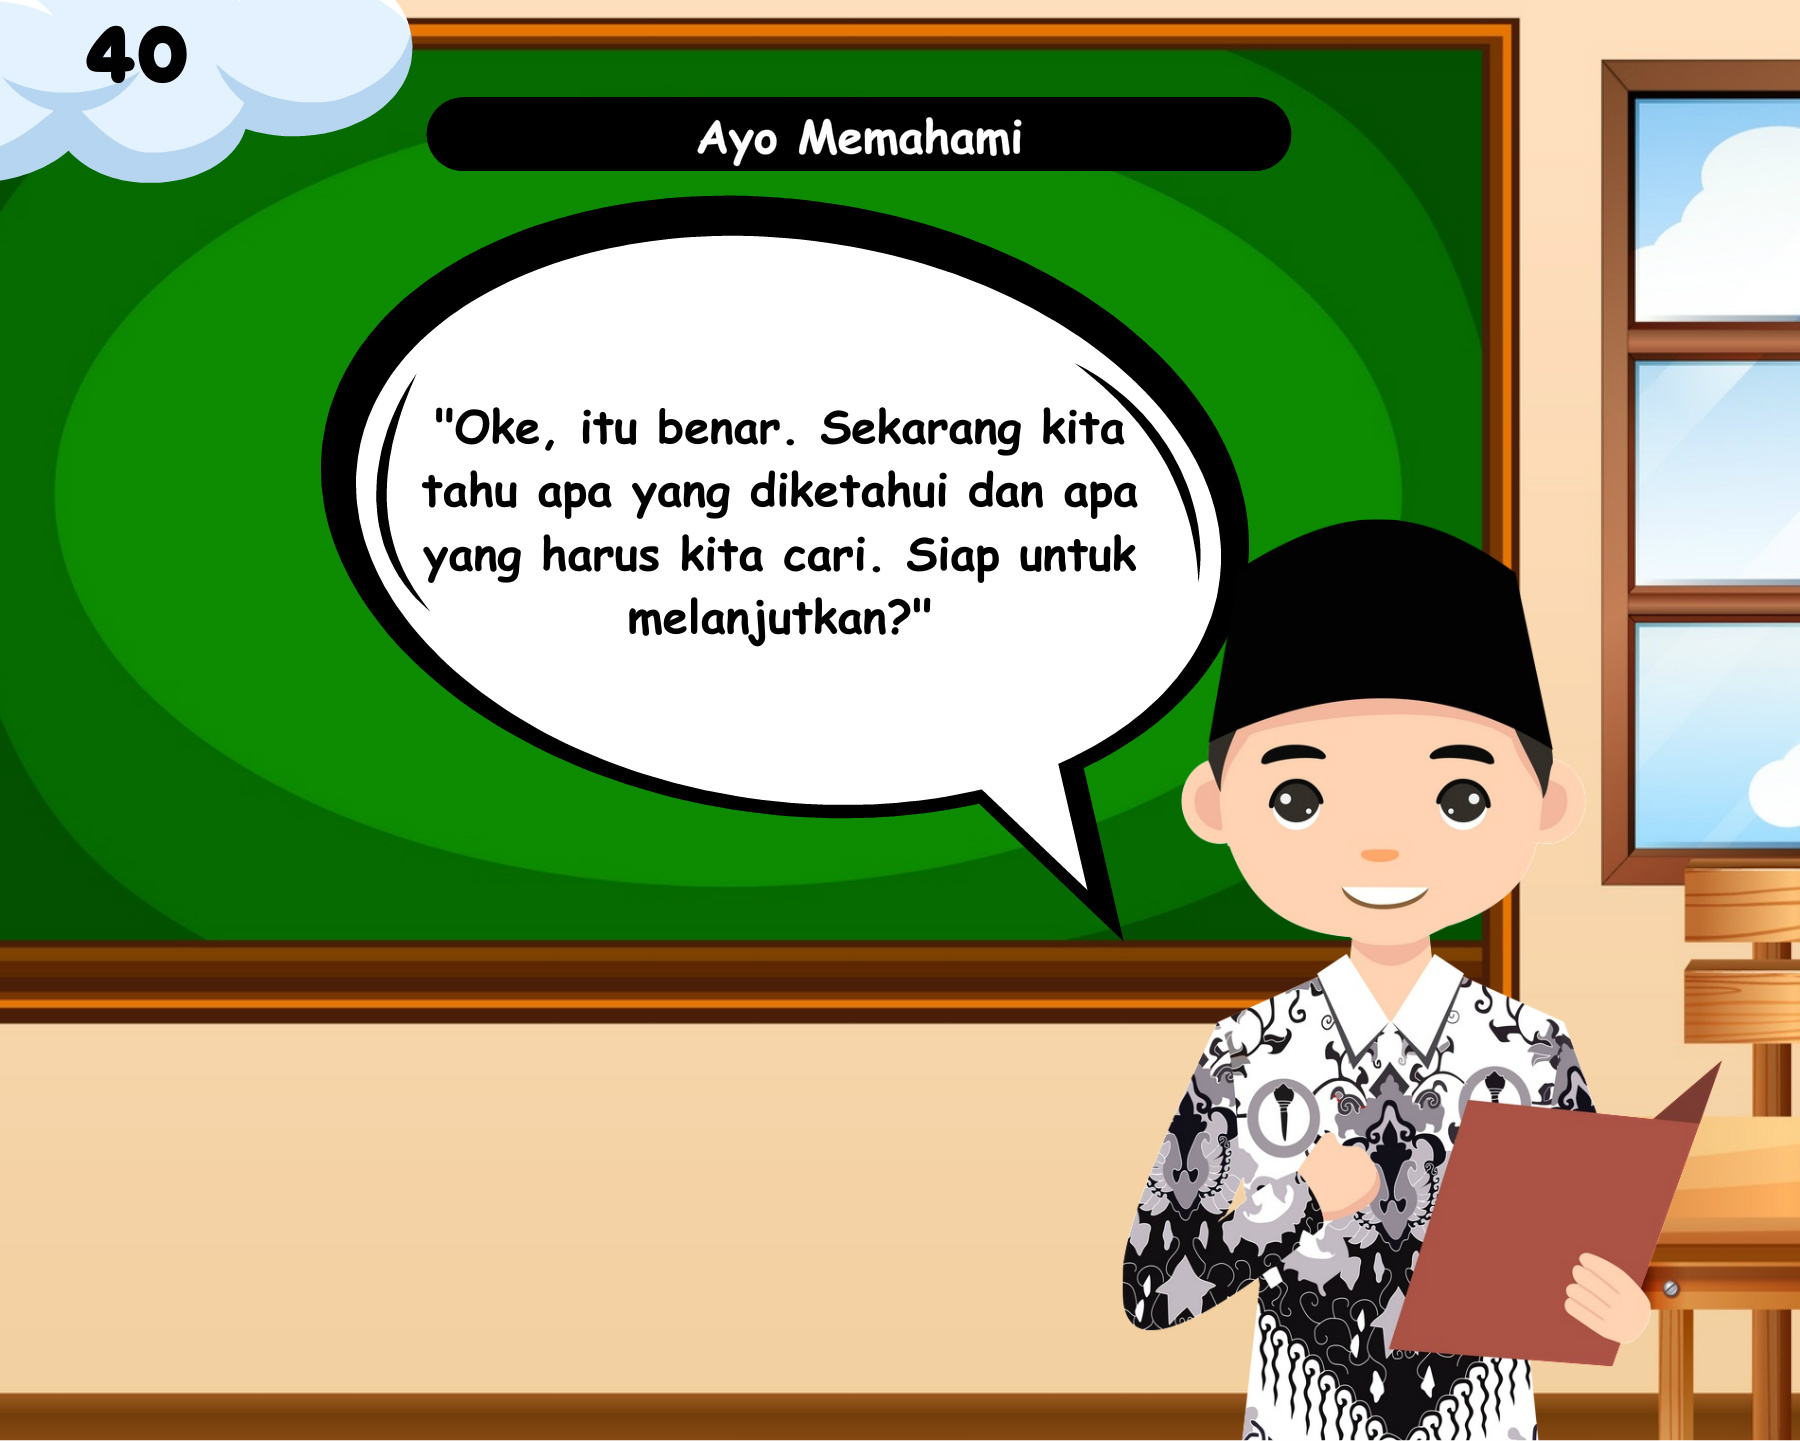 40
Ayo Memahami
"Oke, itu benar. Sekarang kita
tahu apa yang diketahui dan apa
yang harus kita cari. Siap untuk
melanjutkan?"